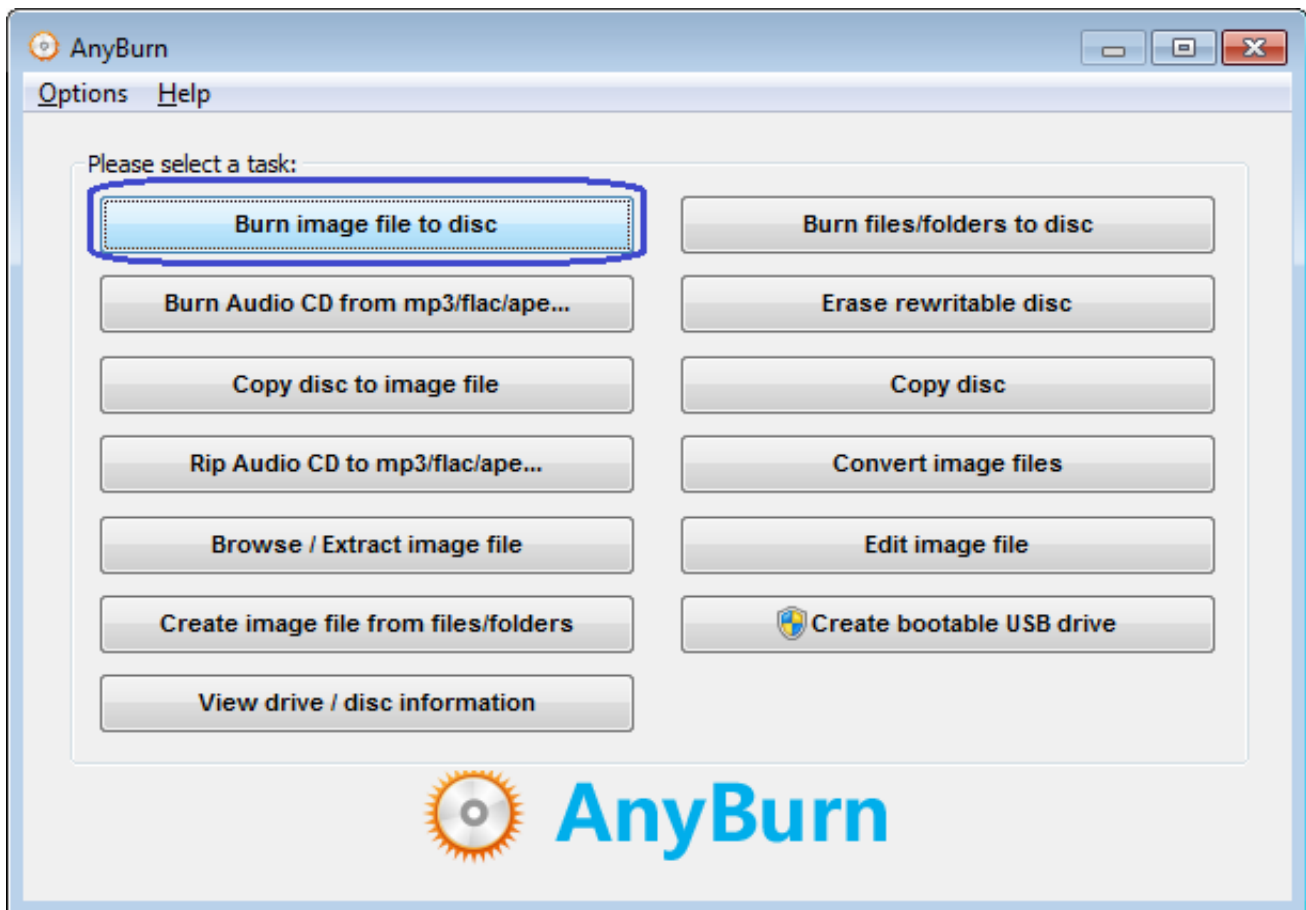 AnyBurn
Options Help
Please select a task:
Burn image file to disc
Burn files/folders to disc
Burn Audio CD from mp3/flac/ape...
Erase rewritable disc
Copy disc to image file
Copy disc
Rip Audio CD to mp3/flac/ape...
Convert image files
Browse / Extract image file
Edit image file
Create image file from files/folders
Create bootable USB drive
View drive / disc information
AnyBurn